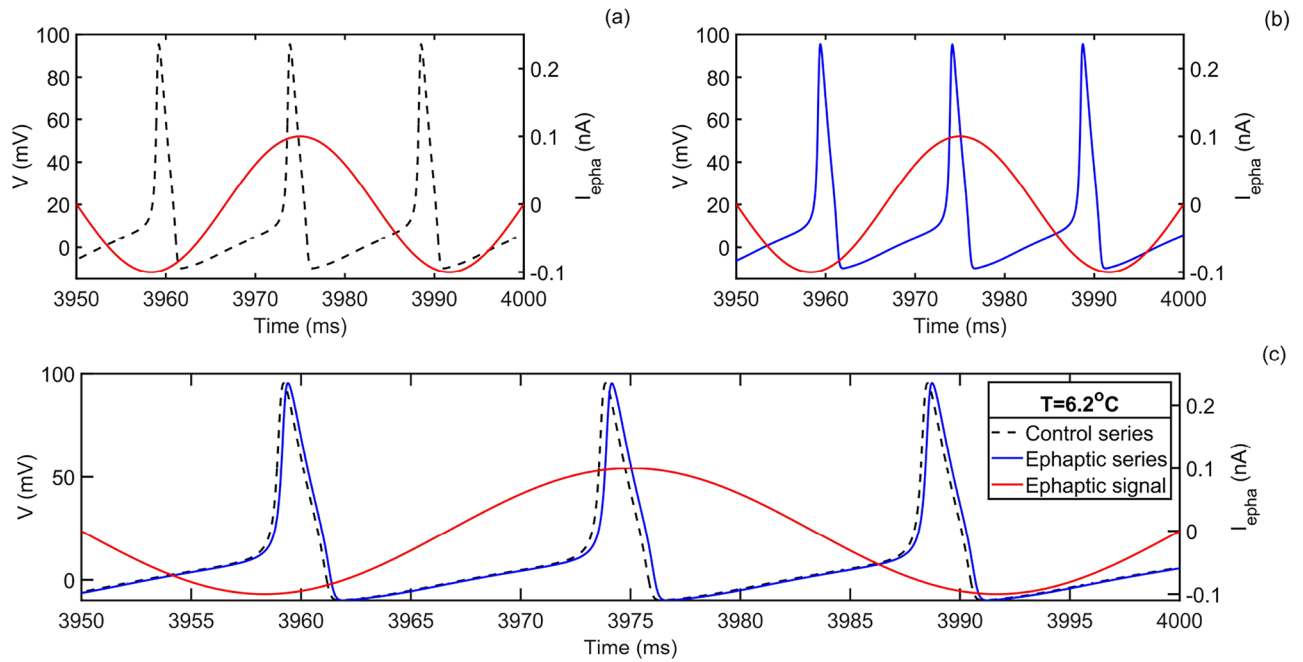 (a)
100
80
60
40
20
0
V (mV)
0.2
0.1
0
-0.1
I_epha (nA)
3950 3960 3970 3980 3990 4000
Time (ms)
(b)
100
80
60
40
20
0
V (mV)
0.2
0.1
0
-0.1
I_epha (nA)
3950 3960 3970 3980 3990 4000
Time (ms)
(c)
100
50
0
V (mV)
0.2
0.1
0
-0.1
I_epha (nA)
T=6.2°C
Control series
Ephaptic series
Ephaptic signal
3950 3955 3960 3965 3970 3975 3980 3985 3990 3995 4000
Time (ms)